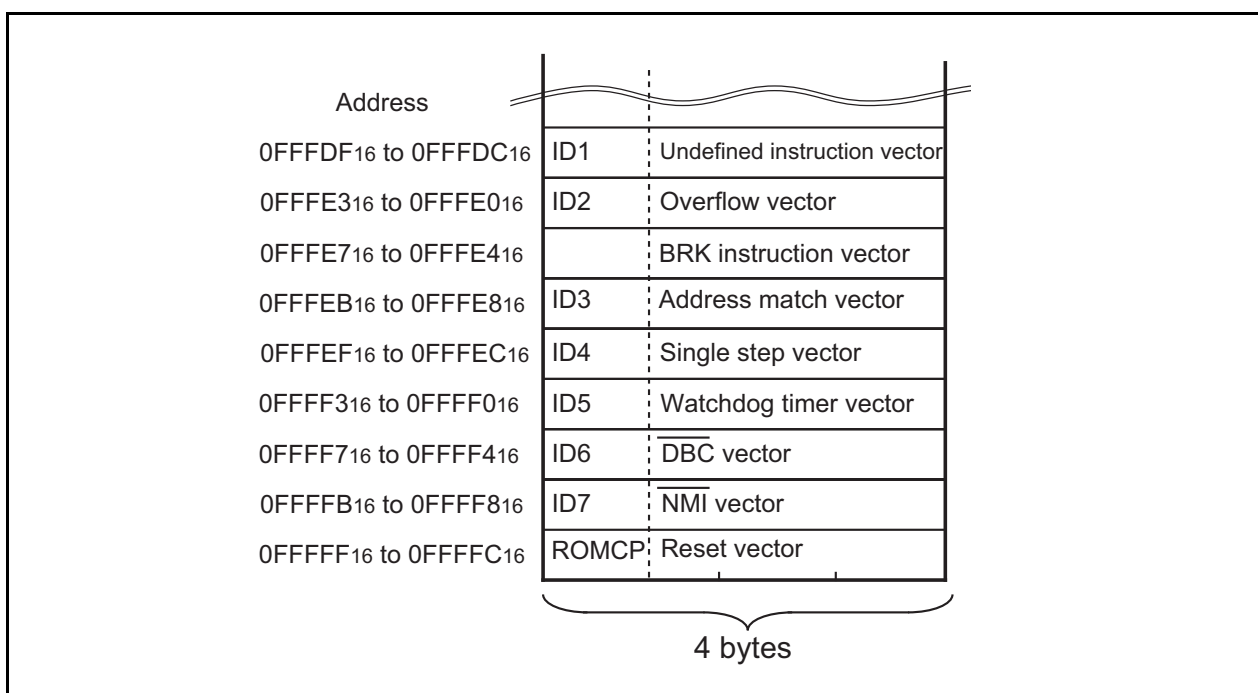 Address
0FFFDF16 to 0FFFDC16 ID1 Undefined instruction vector
0FFFE316 to 0FFFE016 ID2 Overflow vector
0FFFE716 to 0FFFE416 BRK instruction vector
0FFFEB16 to 0FFFE816 ID3 Address match vector
0FFFEF16 to 0FFFEC16 ID4 Single step vector
0FFFF316 to 0FFFF016 ID5 Watchdog timer vector
0FFFF716 to 0FFFF416 ID6 D̅B̅C̅ vector
0FFFFB16 to 0FFFF816 ID7 N̅M̅I̅ vector
0FFFFF16 to 0FFFFC16 ROMCP Reset vector
4 bytes